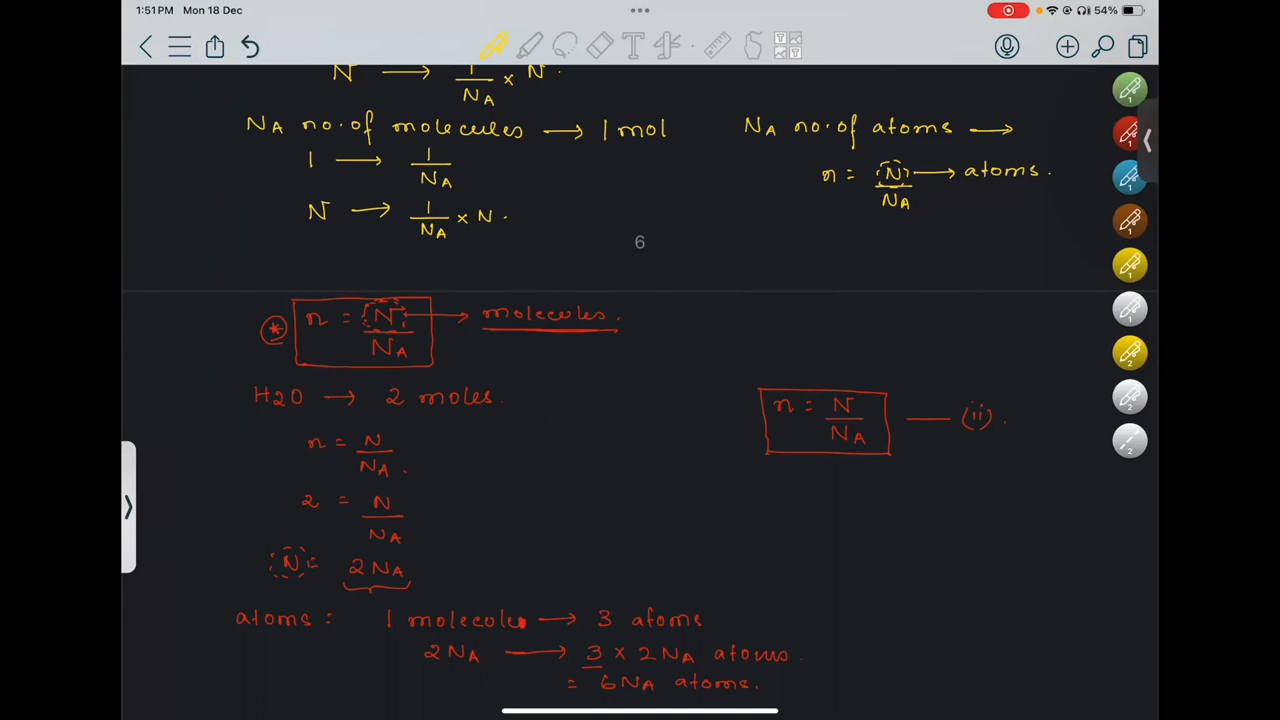 1:51PM Mon 18 Dec
54%
N → 1/NA × N.
NA no. of molecules → 1 mol
1 → 1/NA
N → 1/NA × N.
NA no. of atoms →
n = N/NA → atoms.
6
* n = N/NA → molecules.
H2O → 2 moles.
n = N/NA.
2 = N/NA
N = 2NA
n = N/NA — (ii).
atoms: 1 molecule → 3 atoms
2NA → 3 × 2NA atoms.
= 6NA atoms.